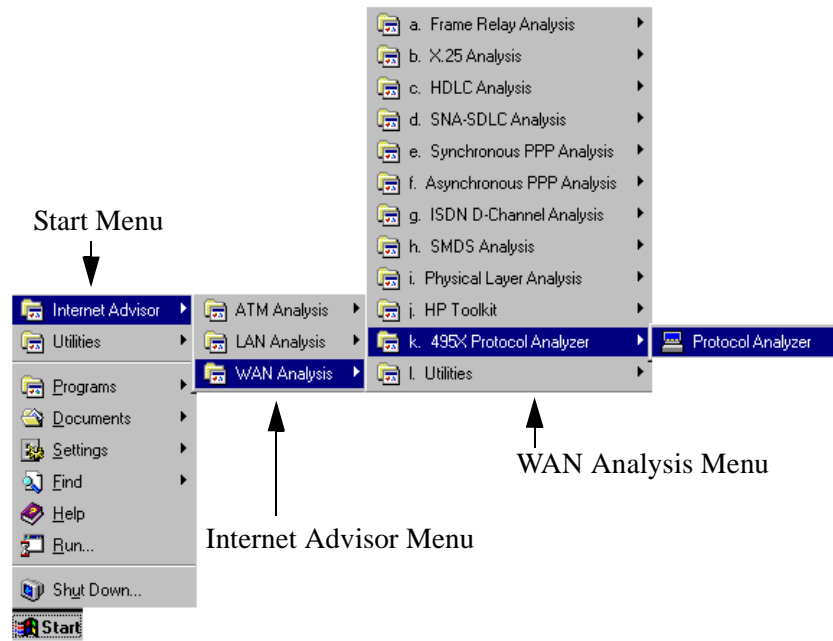 a. Frame Relay Analysis
b. X.25 Analysis
c. HDLC Analysis
d. SNA-SDLC Analysis
e. Synchronous PPP Analysis
f. Asynchronous PPP Analysis
g. ISDN D-Channel Analysis
h. SMDS Analysis
i. Physical Layer Analysis
j. HP Toolkit
k. 495X Protocol Analyzer
l. Utilities
Protocol Analyzer
Start Menu
Internet Advisor
Utilities
Programs
Documents
Settings
Find
Help
Run...
Shut Down...
Start
ATM Analysis
LAN Analysis
WAN Analysis
WAN Analysis Menu
Internet Advisor Menu